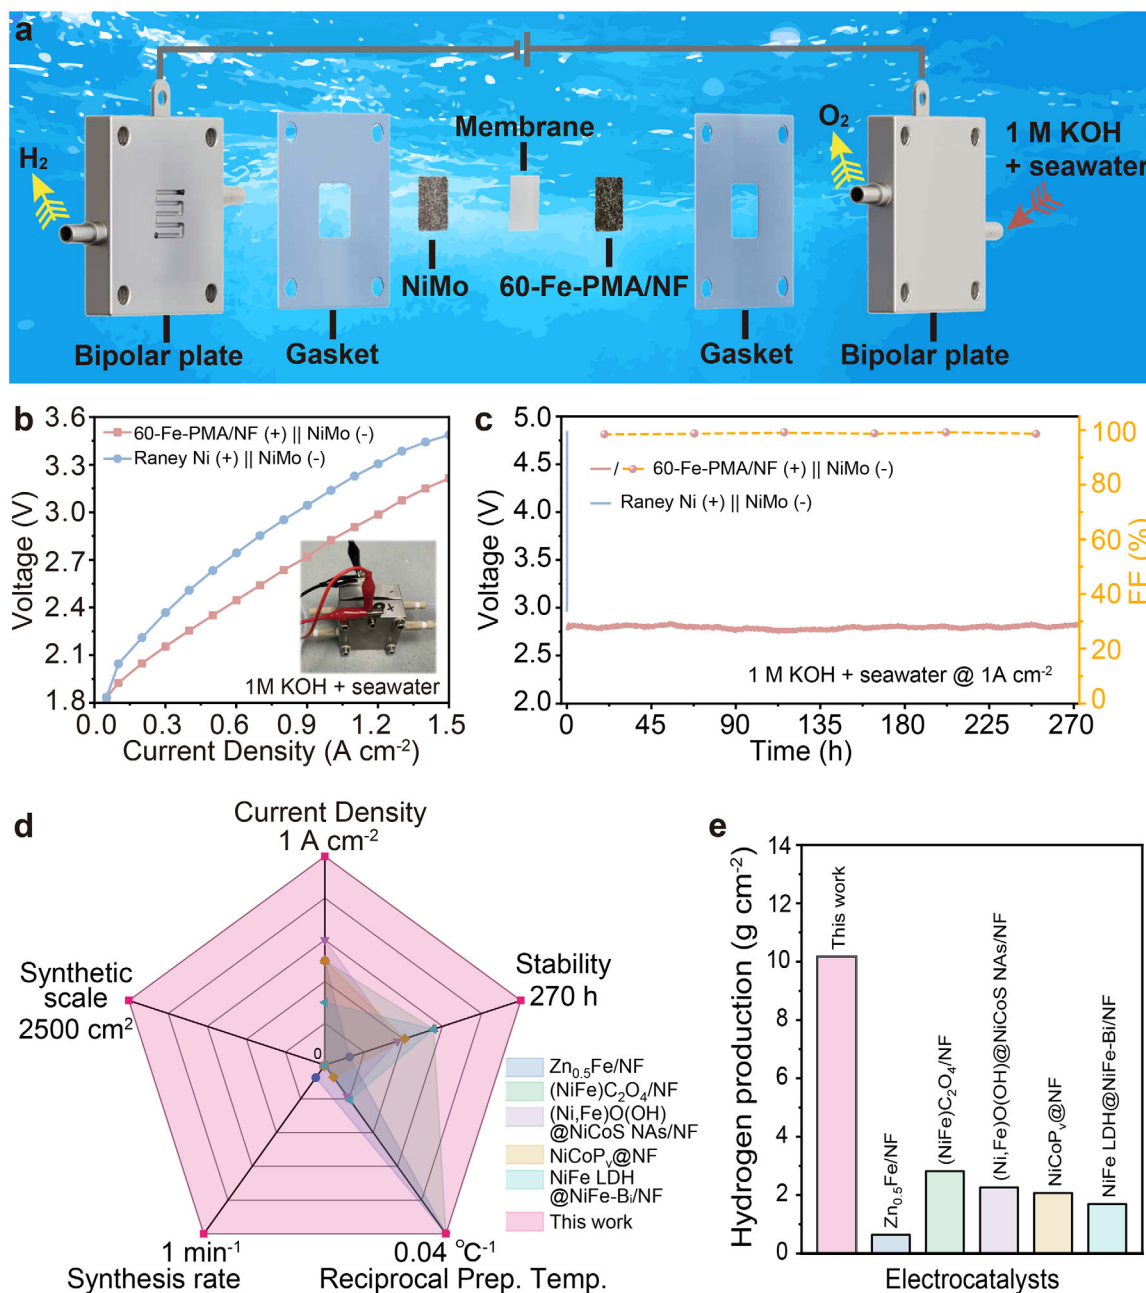 a
H₂
Membrane
O₂
1 M KOH
+ seawater
NiMo
60-Fe-PMA/NF
Bipolar plate
Gasket
Gasket
Bipolar plate
b
3.6
3.3
3.0
2.7
2.4
2.1
1.8
Voltage (V)
60-Fe-PMA/NF (+) || NiMo (-)
Raney Ni (+) || NiMo (-)
1M KOH + seawater
0.0 0.3 0.6 0.9 1.2 1.5
Current Density (A cm⁻²)
c
5.0
4.5
4.0
3.5
3.0
2.5
2.0
Voltage (V)
/ 60-Fe-PMA/NF (+) || NiMo (-)
Raney Ni (+) || NiMo (-)
1 M KOH + seawater @ 1A cm⁻²
100
80
60
40
20
0
FE (%)
0 45 90 135 180 225 270
Time (h)
d
Current Density
1 A cm⁻²
Stability
270 h
Synthetic
scale
2500 cm²
0
1 min⁻¹
Synthesis rate
0.04 °C⁻¹
Reciprocal Prep. Temp.
Zn₀.₅Fe/NF
(NiFe)C₂O₄/NF
(Ni,Fe)O(OH)
@NiCoS NAs/NF
NiCoPᵥ@NF
NiFe LDH
@NiFe-Bᵢ/NF
This work
e
14
12
10
8
6
4
2
0
Hydrogen production (g cm⁻²)
This work
Zn₀.₅Fe/NF
(NiFe)C₂O₄/NF
(Ni,Fe)O(OH)@NiCoS NAs/NF
NiCoPᵥ@NF
NiFe LDH@NiFe-Bi/NF
Electrocatalysts